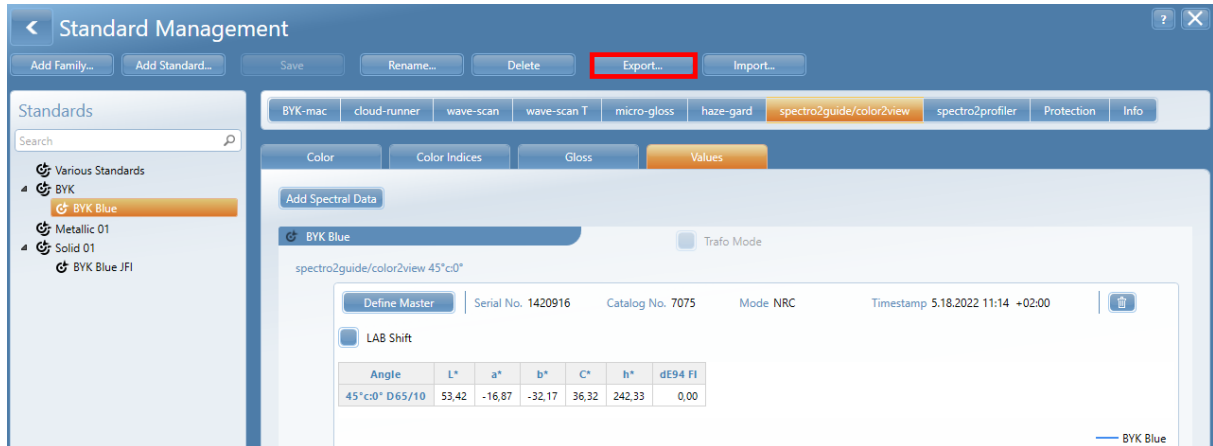 Standard Management
?
Add Family... Add Standard... Save Rename... Delete Export... Import...
Standards
Search
Various Standards
BYK
BYK Blue
Metallic 01
Solid 01
BYK Blue JFI
BYK-mac cloud-runner wave-scan wave-scan T micro-gloss haze-gard spectro2guide/color2view spectro2profiler Protection Info
Color Color Indices Gloss Values
Add Spectral Data
BYK Blue Trafo Mode
spectro2guide/color2view 45°c:0°
Define Master Serial No. 1420916 Catalog No. 7075 Mode NRC Timestamp 5.18.2022 11:14 +02:00
LAB Shift
Angle L* a* b* C* h* dE94 FI
45°c:0° D65/10 53,42 -16,87 -32,17 36,32 242,33 0,00
BYK Blue